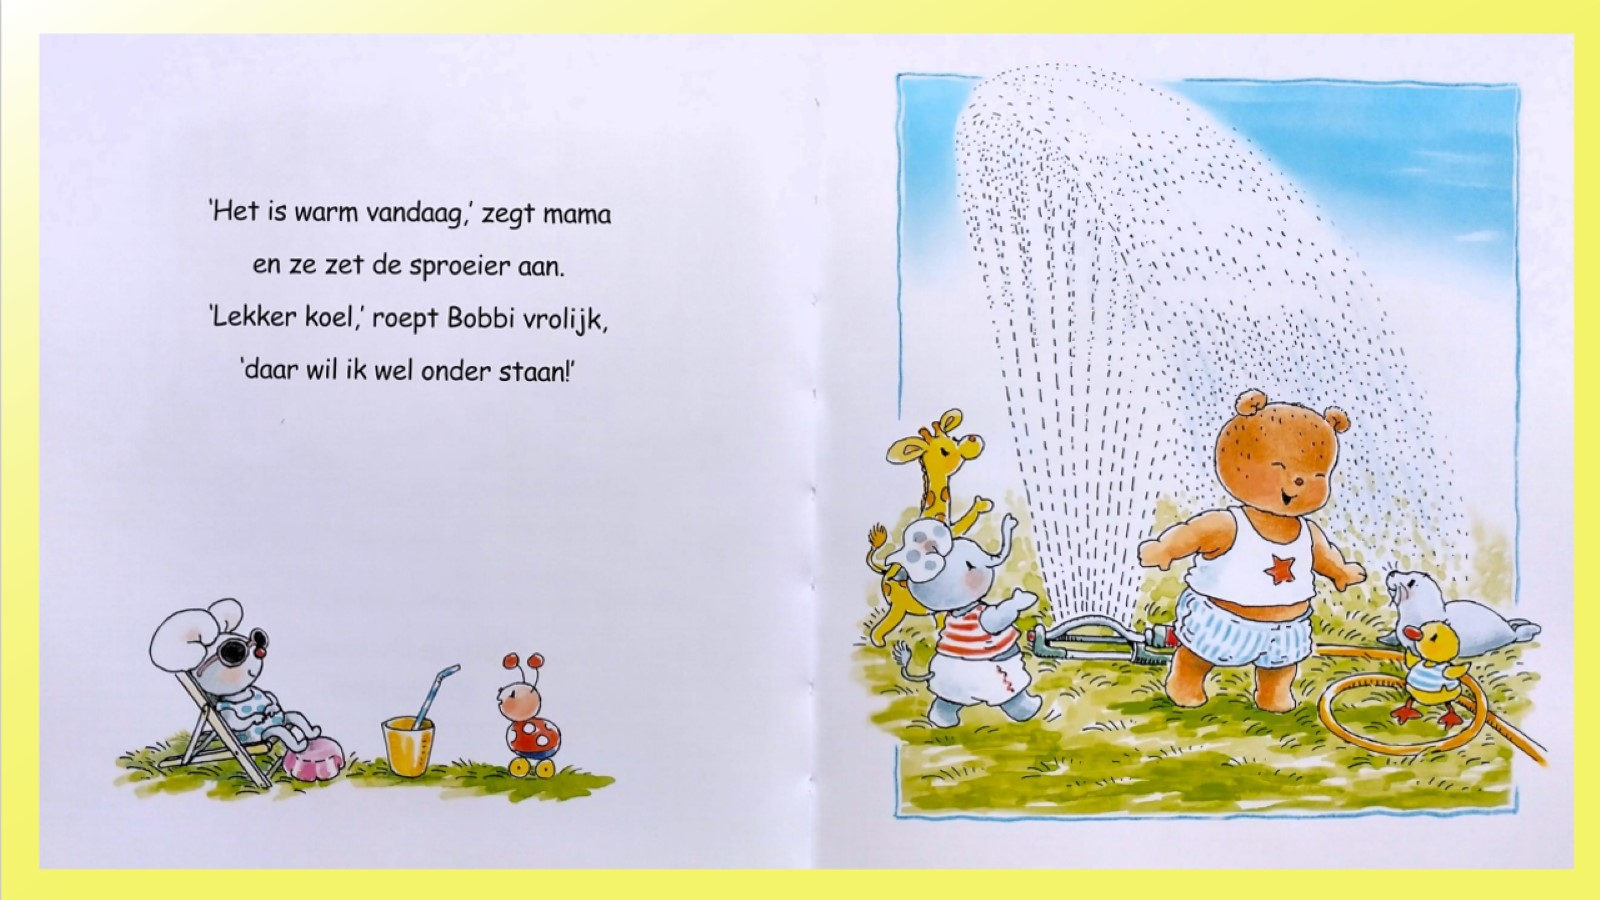 ‘Het is warm vandaag,’ zegt mama
en ze zet de sproeier aan.
‘Lekker koel,’ roept Bobbi vrolijk,
‘daar wil ik wel onder staan!’